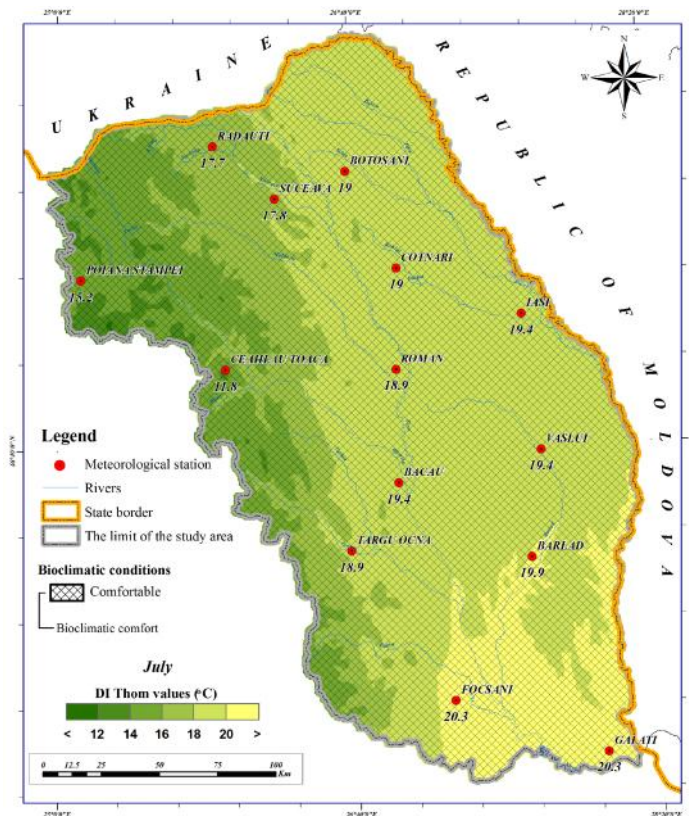 UKRAINE
REPUBLIC OF MOLDOVA
N
W E
S
RADAUTI
17.7
BOTOSANI
19
SUCEAVA
17.8
POIANA STAMPEI
15.2
COTNARI
19
IASI
19.4
CEAHLAU TOACA
11.8
ROMAN
18.9
VASLUI
19.4
BACAU
19.4
TARGU OCNA
18.9
BARLAD
19.9
FOCSANI
20.3
GALATI
20.3
Legend
Meteorological station
Rivers
State border
The limit of the study area
Bioclimatic conditions
Comfortable
Bioclimatic comfort
July
DI Thom values (°C)
< 12 14 16 18 20 >
0 12.5 25 50 75 100
Km